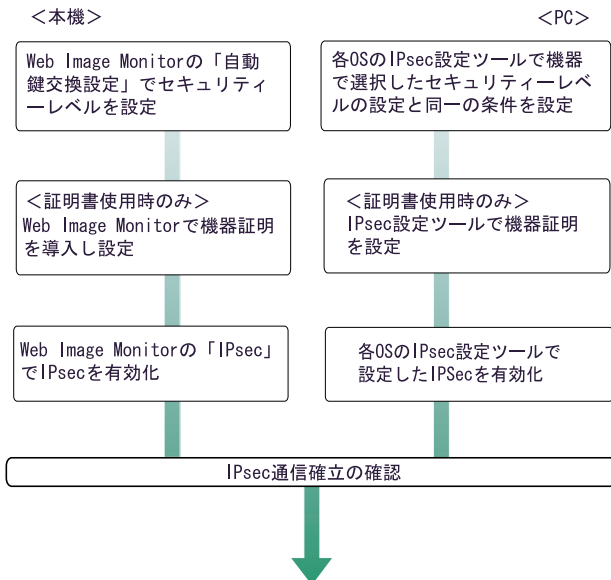 ＜本機＞
Web Image Monitorの「自動
鍵交換設定」でセキュリティ
ーレベルを設定
＜証明書使用時のみ＞
Web Image Monitorで機器証明
を導入し設定
Web Image Monitorの「IPsec」
でIPsecを有効化
＜PC＞
各OSのIPsec設定ツールで機器
で選択したセキュリティーレベ
ルの設定と同一の条件を設定
＜証明書使用時のみ＞
IPsec設定ツールで機器証明
を設定
各OSのIPsec設定ツールで
設定したIPSecを有効化
IPsec通信確立の確認